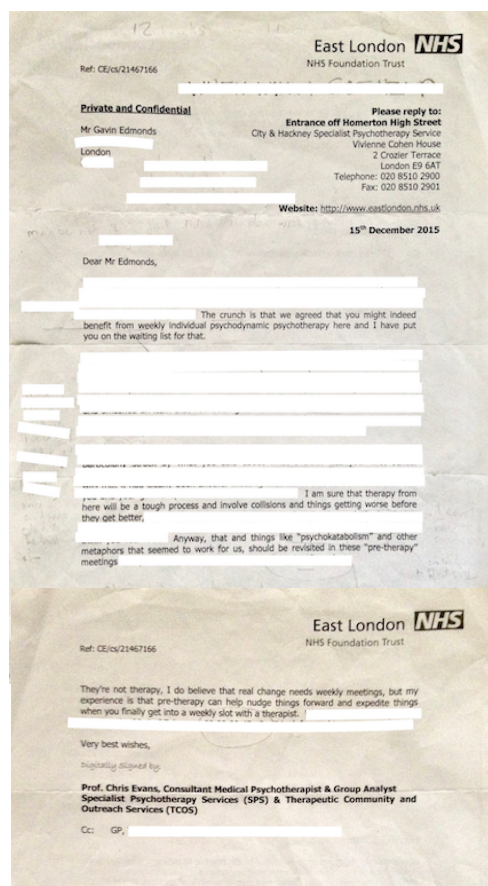 East London NHS
NHS Foundation Trust
Ref: CE/cs/21467166
Private and Confidential
Mr Gavin Edmonds
London
Please reply to:
Entrance off Homerton High Street
City & Hackney Specialist Psychotherapy Service
Vivienne Cohen House
2 Crozier Terrace
London E9 6AT
Telephone: 020 8510 2900
Fax: 020 8510 2901
Website: http://www.eastlondon.nhs.uk
15th December 2015
Dear Mr Edmonds,
The crunch is that we agreed that you might indeed
benefit from weekly individual psychodynamic psychotherapy here and I have put
you on the waiting list for that.
I am sure that therapy from
here will be a tough process and involve collisions and things getting worse before
they get better,
Anyway, that and things like "psychokatabolism" and other
metaphors that seemed to work for us, should be revisited in these "pre-therapy"
meetings
East London NHS
NHS Foundation Trust
Ref: CE/cs/21467166
They're not therapy, I do believe that real change needs weekly meetings, but my
experience is that pre-therapy can help nudge things forward and expedite things
when you finally get into a weekly slot with a therapist.
Very best wishes,
Digitally Signed by:
Prof. Chris Evans, Consultant Medical Psychotherapist & Group Analyst
Specialist Psychotherapy Services (SPS) & Therapeutic Community and
Outreach Services (TCOS)
Cc: GP,